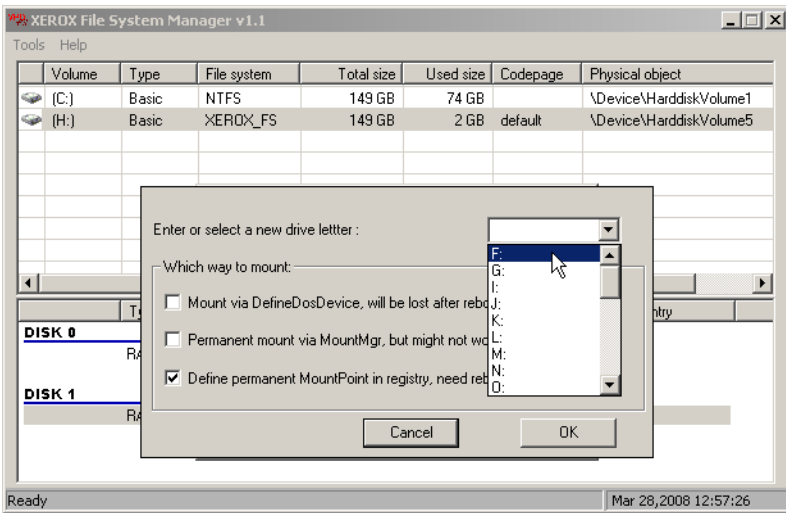 XEROX File System Manager v1.1
Tools Help
Volume Type File system Total size Used size Codepage Physical object
(C:) Basic NTFS 149 GB 74 GB \Device\HarddiskVolume1
(H:) Basic XEROX_FS 149 GB 2 GB default \Device\HarddiskVolume5
Enter or select a new drive lettter :
F:
G:
I:
J:
K:
L:
M:
N:
O:
Which way to mount:
Mount via DefineDosDevice, will be lost after
Permanent mount via MountMgr, but might not
Define permanent MountPoint in registry, need
Cancel OK
DISK 0
DISK 1
Ready Mar 28,2008 12:57:26